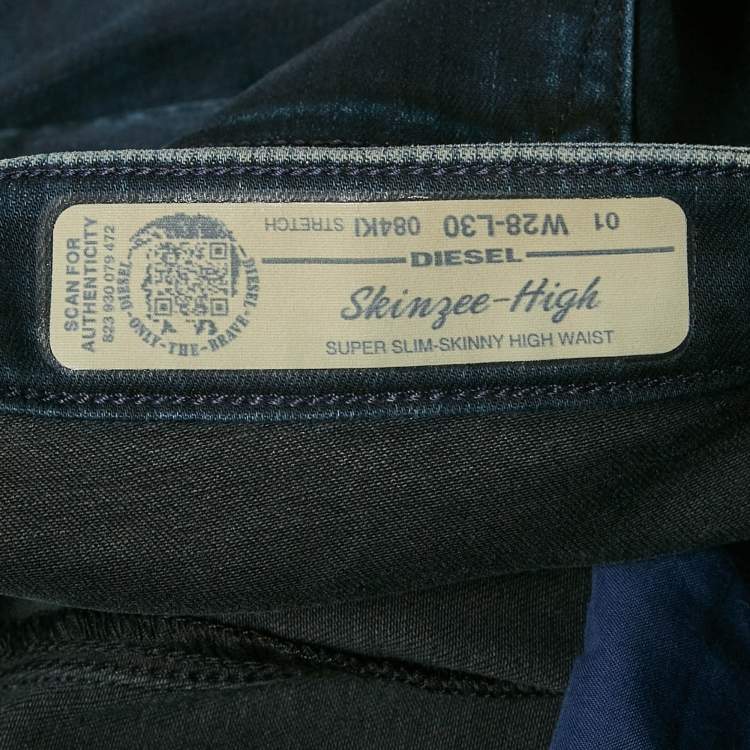 SCAN FOR
AUTHENTICITY
823 930 079 472
DIESEL
ONLY-THE-BRAVE
DIESEL
01 W28-L30 084KI STRETCH
DIESEL
Skinzee-High
SUPER SLIM-SKINNY HIGH WAIST